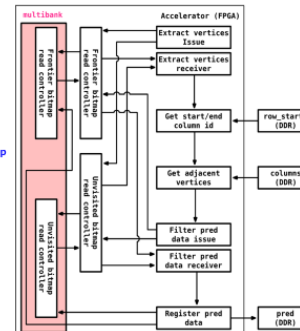 multibank
Accelerator (FPGA)
Extract vertices
Issue
Extract vertices
receiver
Frontier bitmap
read controller
Frontier bitmap
read controller
Get start/end
column id
row_start
(DDR)
Get adjacent
vertices
columns
(DDR)
Unvisited bitmap
read controller
Unvisited bitmap
read controller
Filter pred
data issue
Filter pred
data receiver
Register pred
data
pred
(DDR)
p